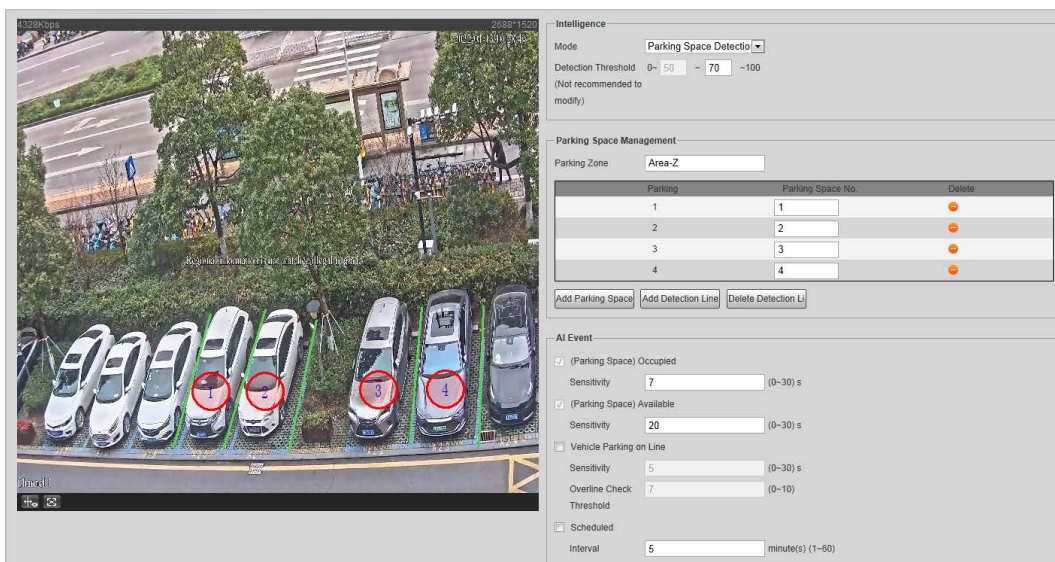 4328Kbps 2688*1520
1
2
3
4
Intelligence
Mode Parking Space Detectio
Detection Threshold 0~ 50 ~ 70 ~100
(Not recommended to
modify)
Parking Space Management
Parking Zone Area-Z
Parking Parking Space No. Delete
1 1
2 2
3 3
4 4
Add Parking Space Add Detection Line Delete Detection Li
AI Event
(Parking Space) Occupied
Sensitivity 7 (0~30) s
(Parking Space) Available
Sensitivity 20 (0~30) s
Vehicle Parking on Line
Sensitivity 5 (0~30) s
Overline Check 7 (0~10)
Threshold
Scheduled
Interval 5 minute(s) (1~60)